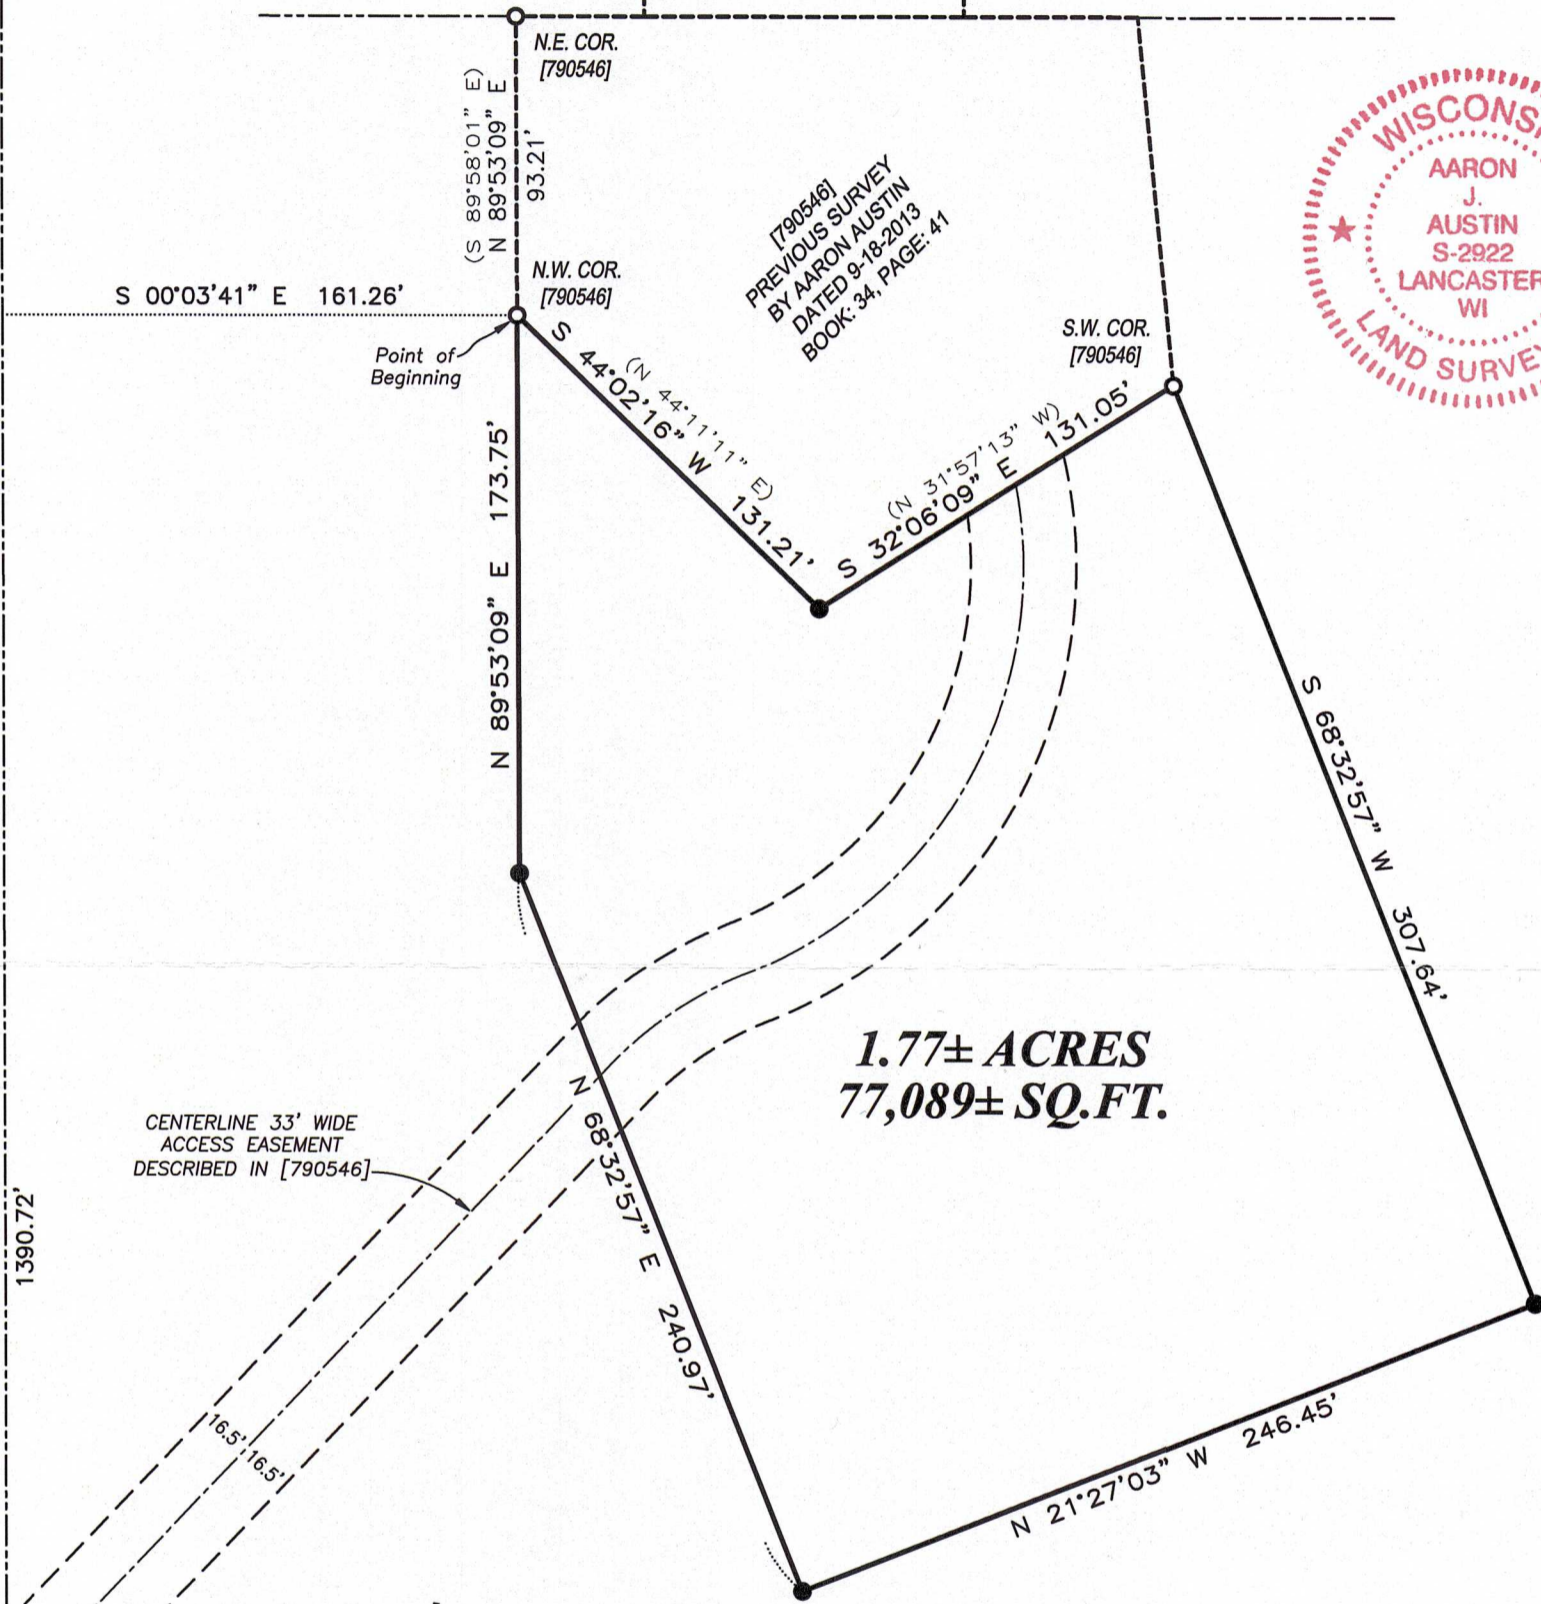 N.E. COR.
[790546]
(S 89°58'01" E)
N 89°53'09" E
93.21'
[790546]
PREVIOUS SURVEY
BY AARON AUSTIN
DATED 9-18-2013
BOOK: 34, PAGE: 41
WISCONS
AARON
J.
AUSTIN
S-2922
LANCASTER
WI
LAND SURVE
S 00°03'41" E 161.26'
N.W. COR.
[790546]
Point of
Beginning
S.W. COR.
[790546]
(N 44°11'11" E)
S 44°02'16" W 131.21'
(N 31°57'13" W)
S 32°06'09" E 131.05'
N 89°53'09" E 173.75'
S 68°32'57" W 307.64'
1.77± ACRES
77,089± SQ.FT.
CENTERLINE 33' WIDE
ACCESS EASEMENT
DESCRIBED IN [790546]
N 68°32'57" E 240.97'
1390.72'
16.5' 16.5'
N 21°27'03" W 246.45'